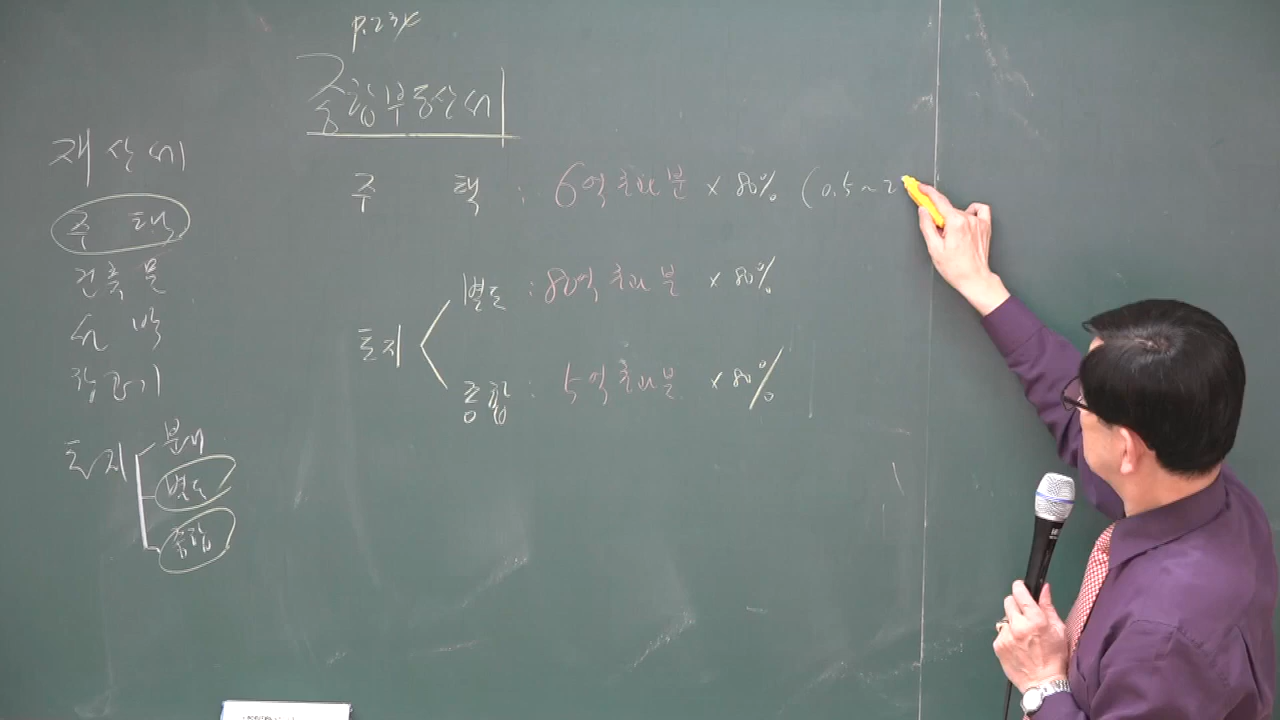 종합부동산세
재산세
주택
건축물
선박
항공기
토지
분리
별도
종합
주택 : 6억초과분 × 80% (0.5~2
토지
별도 : 80억초과분 × 80%
종합 : 5억초과분 × 80%